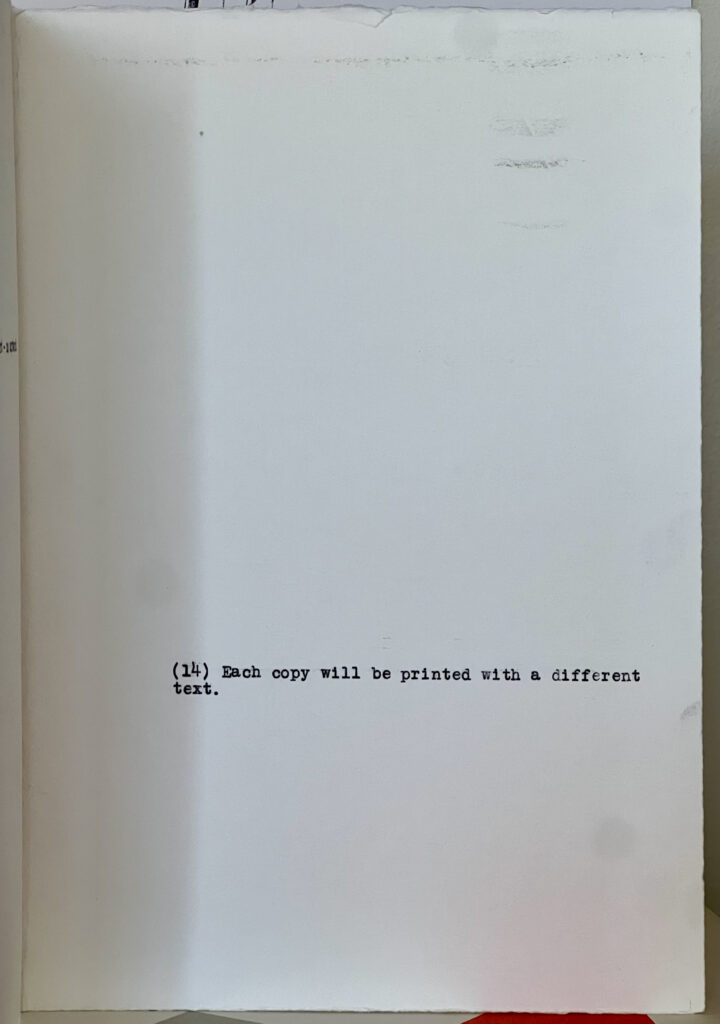 (14) Each copy will be printed with a different
text.